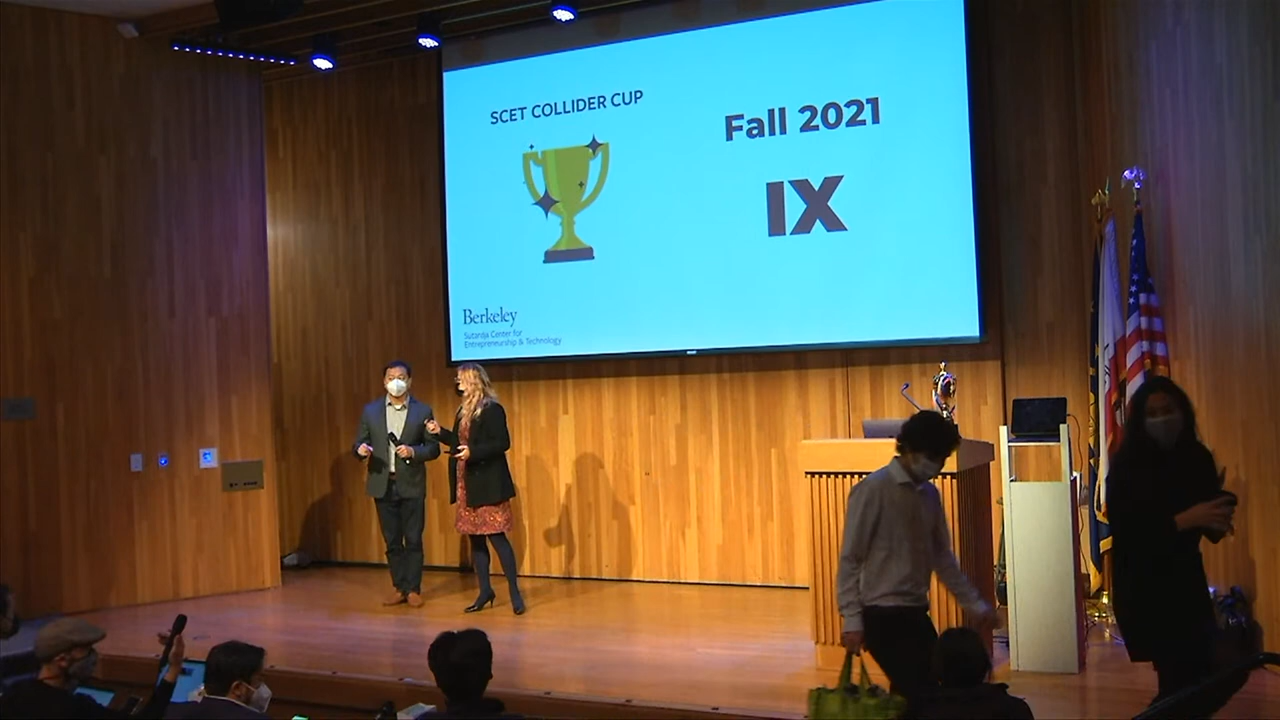 SCET COLLIDER CUP
Fall 2021
IX
Berkeley
Sutardja Center for
Entrepreneurship & Technology